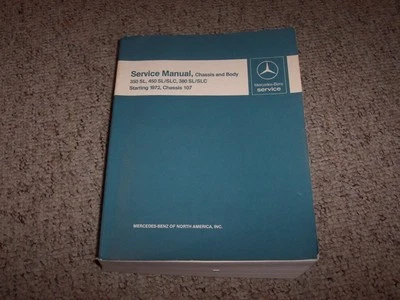 Service Manual, Chassis and Body
350 SL, 450 SL/SLC, 380 SL/SLC
Starting 1972, Chassis 107
Mercedes-Benz
service
MERCEDES-BENZ OF NORTH AMERICA, INC.